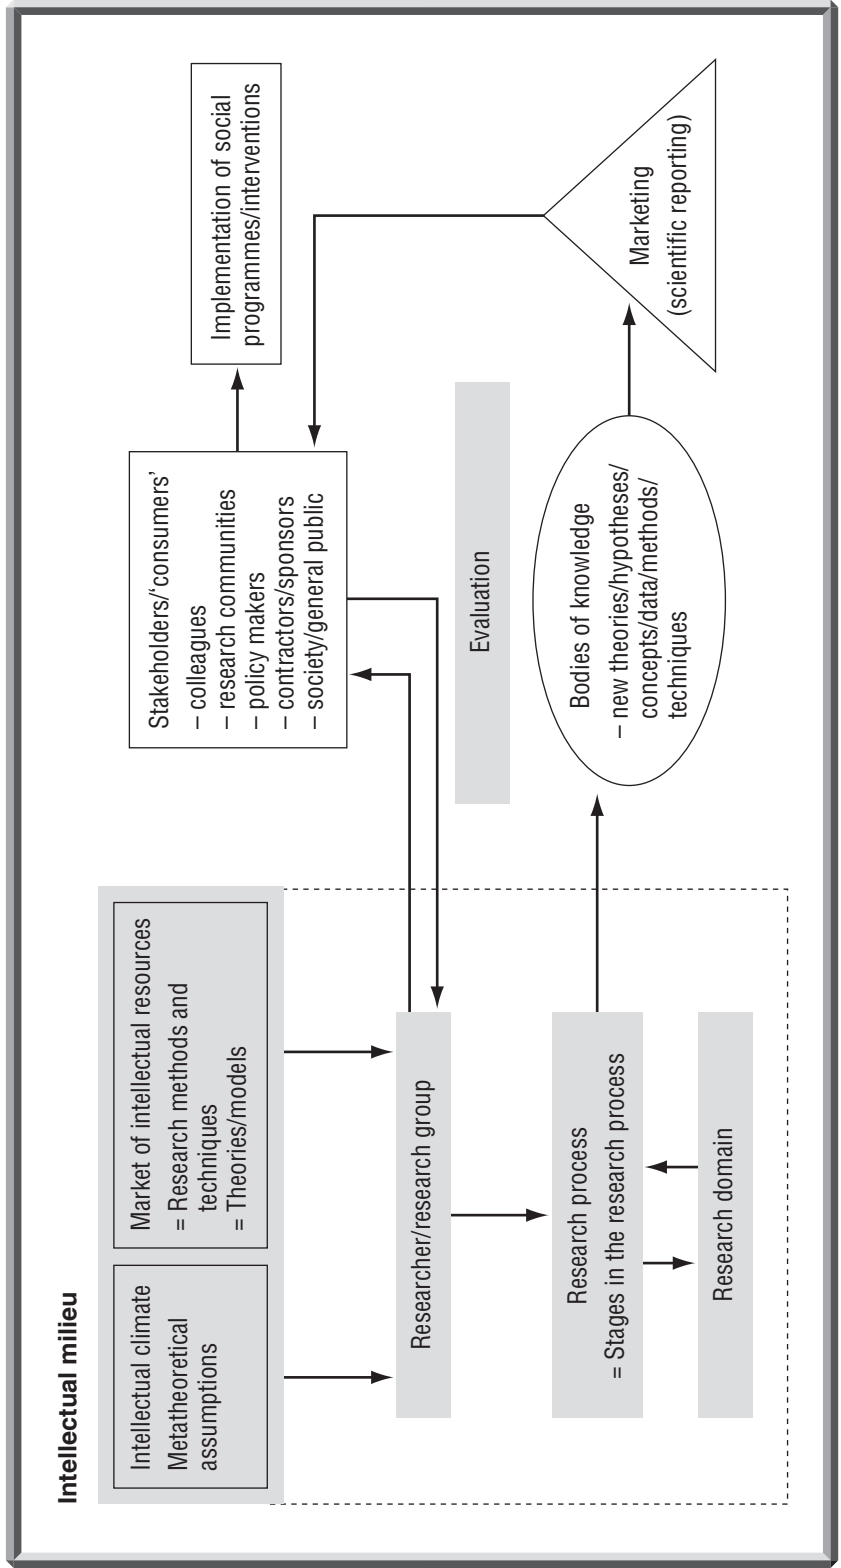 Intellectual milieu
Intellectual climate
Metatheoretical
assumptions
Market of intellectual resources
= Research methods and
techniques
= Theories/models
Researcher/research group
Research process
= Stages in the research process
Research domain
Stakeholders/‘consumers’
– colleagues
– research communities
– policy makers
– contractors/sponsors
– society/general public
Implementation of social
programmes/interventions
Evaluation
Bodies of knowledge
– new theories/hypotheses/
concepts/data/methods/
techniques
Marketing
(scientific reporting)